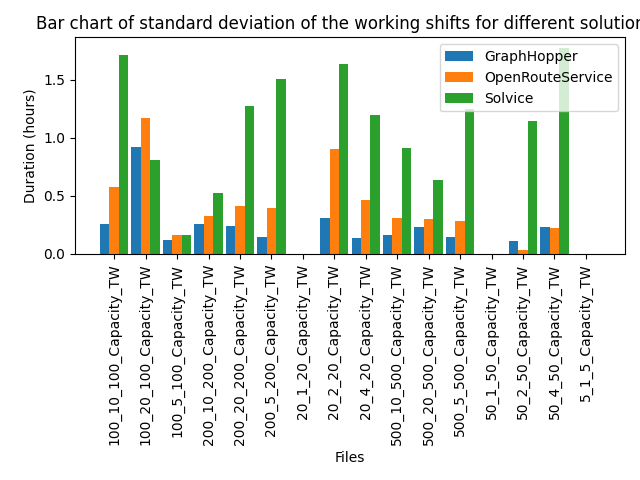 Bar chart of standard deviation of the working shifts for different solution
GraphHopper
OpenRouteService
Solvice
Duration (hours)
1.5
1.0
0.5
0.0
100_10_100_Capacity_TW
100_20_100_Capacity_TW
100_5_100_Capacity_TW
200_10_200_Capacity_TW
200_20_200_Capacity_TW
200_5_200_Capacity_TW
20_1_20_Capacity_TW
20_2_20_Capacity_TW
20_4_20_Capacity_TW
500_10_500_Capacity_TW
500_20_500_Capacity_TW
500_5_500_Capacity_TW
50_1_50_Capacity_TW
50_2_50_Capacity_TW
50_4_50_Capacity_TW
5_1_5_Capacity_TW
Files